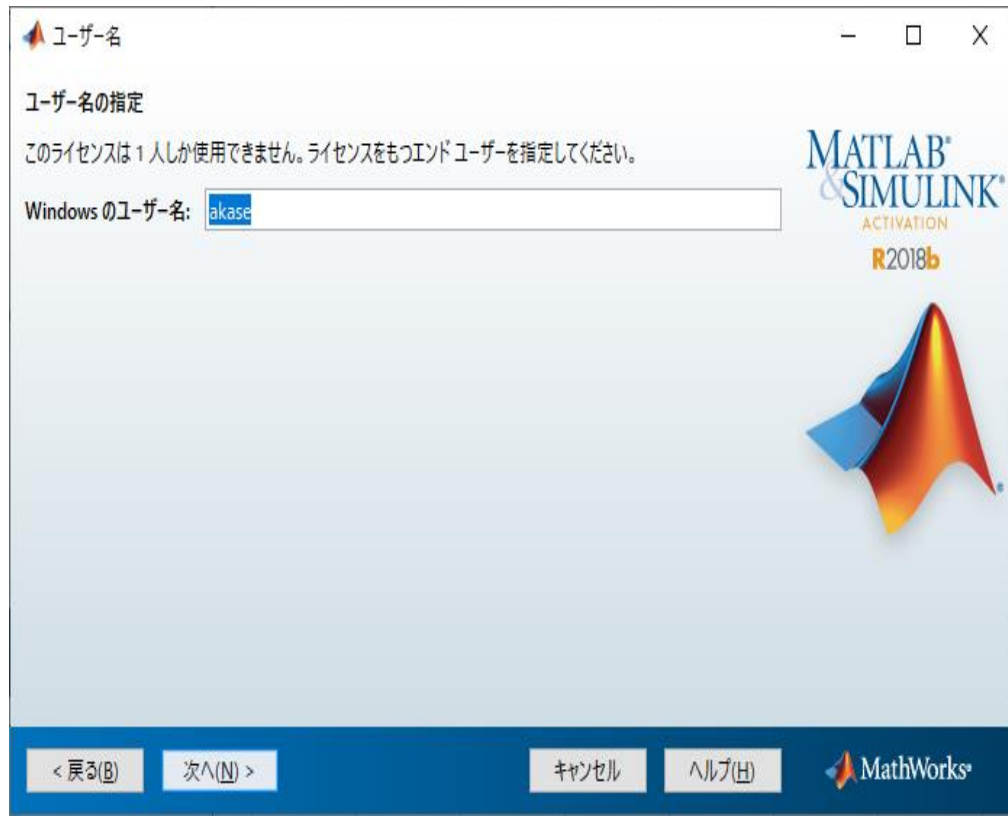 ユーザー名
ユーザー名の指定
このライセンスは 1 人しか使用できません。ライセンスをもつエンド ユーザーを指定してください。
Windows のユーザー名: akase
MATLAB®
&SIMULINK®
ACTIVATION
R2018b
< 戻る(B) 次へ(N) > キャンセル ヘルプ(H) MathWorks®